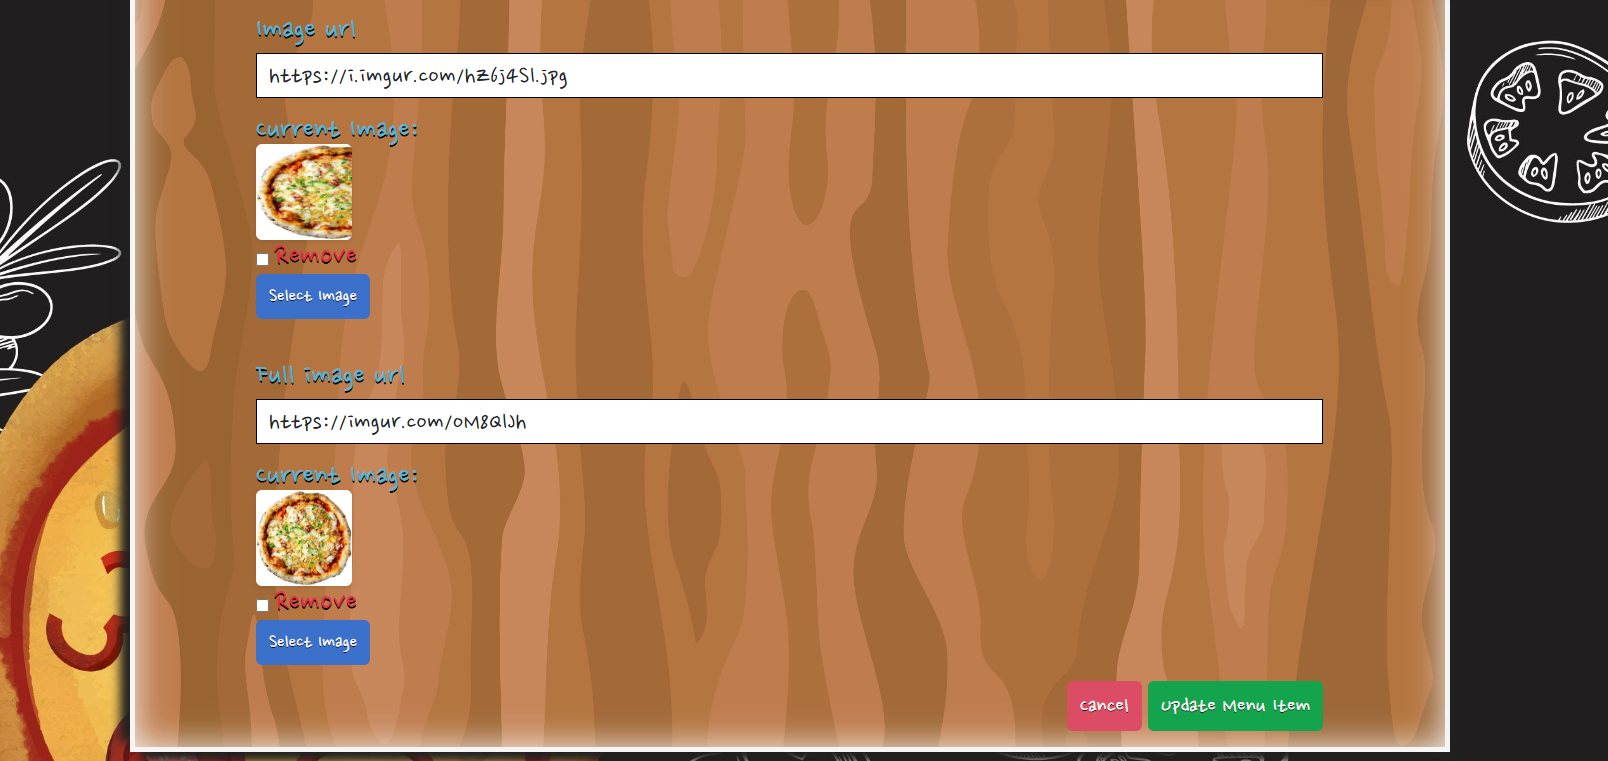 Image url
https://i.imgur.com/hZ6j4Sl.jpg
Current Image:
Remove
Select Image
Full image url
https://imgur.com/oM8QlJh
Current Image:
Remove
Select Image
Cancel
Update Menu Item